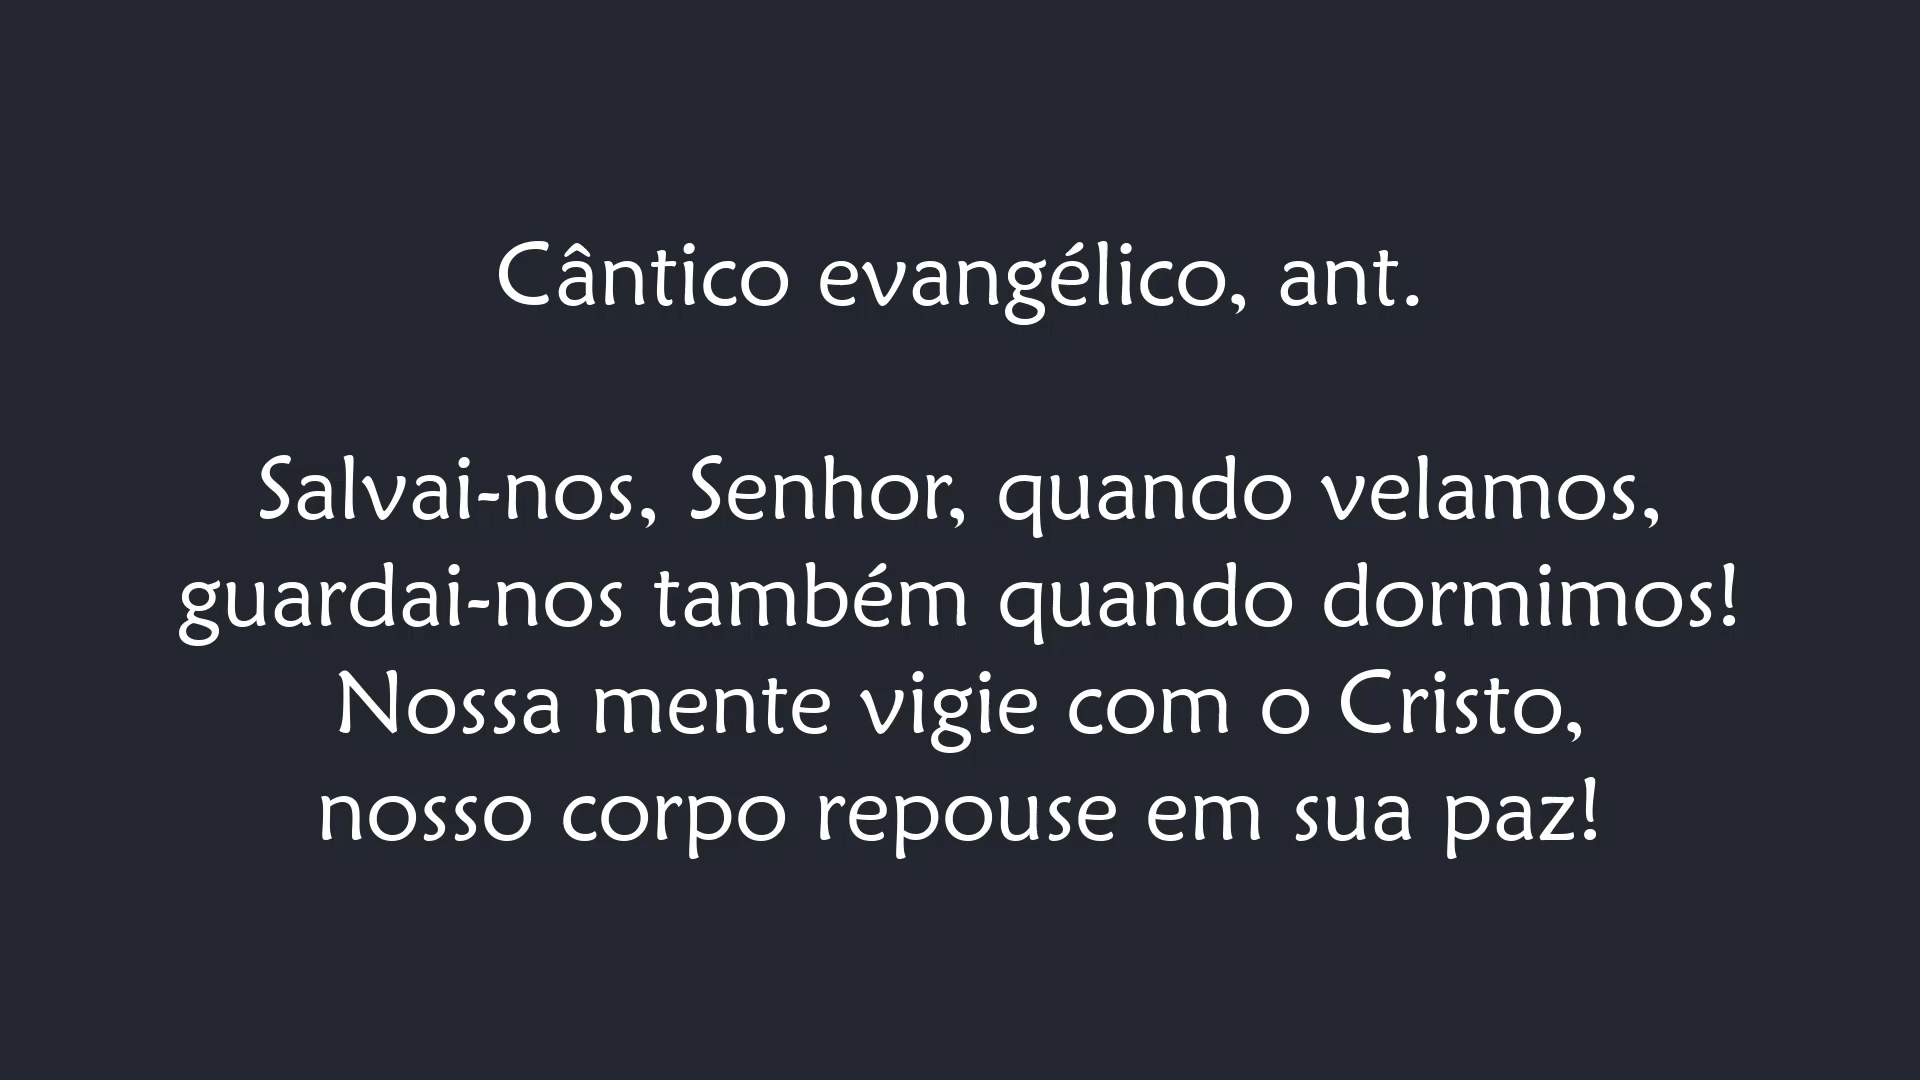 Cântico evangélico, ant.
Salvai-nos, Senhor, quando velamos,
guardai-nos também quando dormimos!
Nossa mente vigie com o Cristo,
nosso corpo repouse em sua paz!